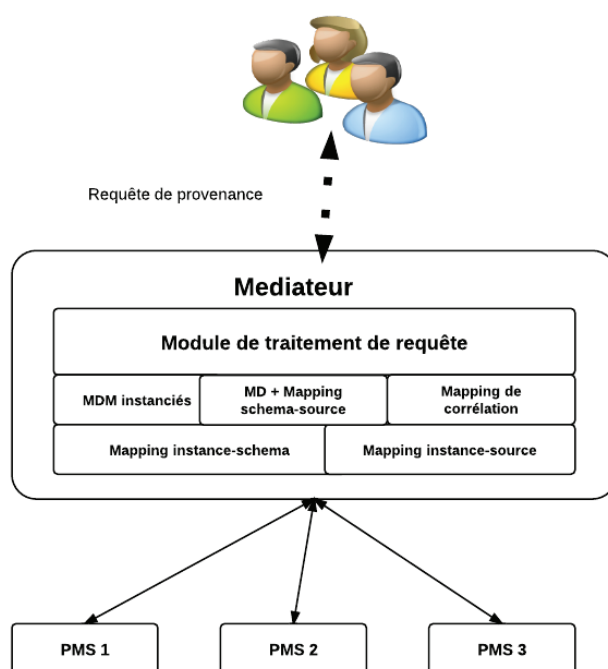 Requête de provenance
Mediateur
Module de traitement de requête
MDM instanciés
MD + Mapping
schema-source
Mapping de
corrélation
Mapping instance-schema
Mapping instance-source
PMS 1
PMS 2
PMS 3